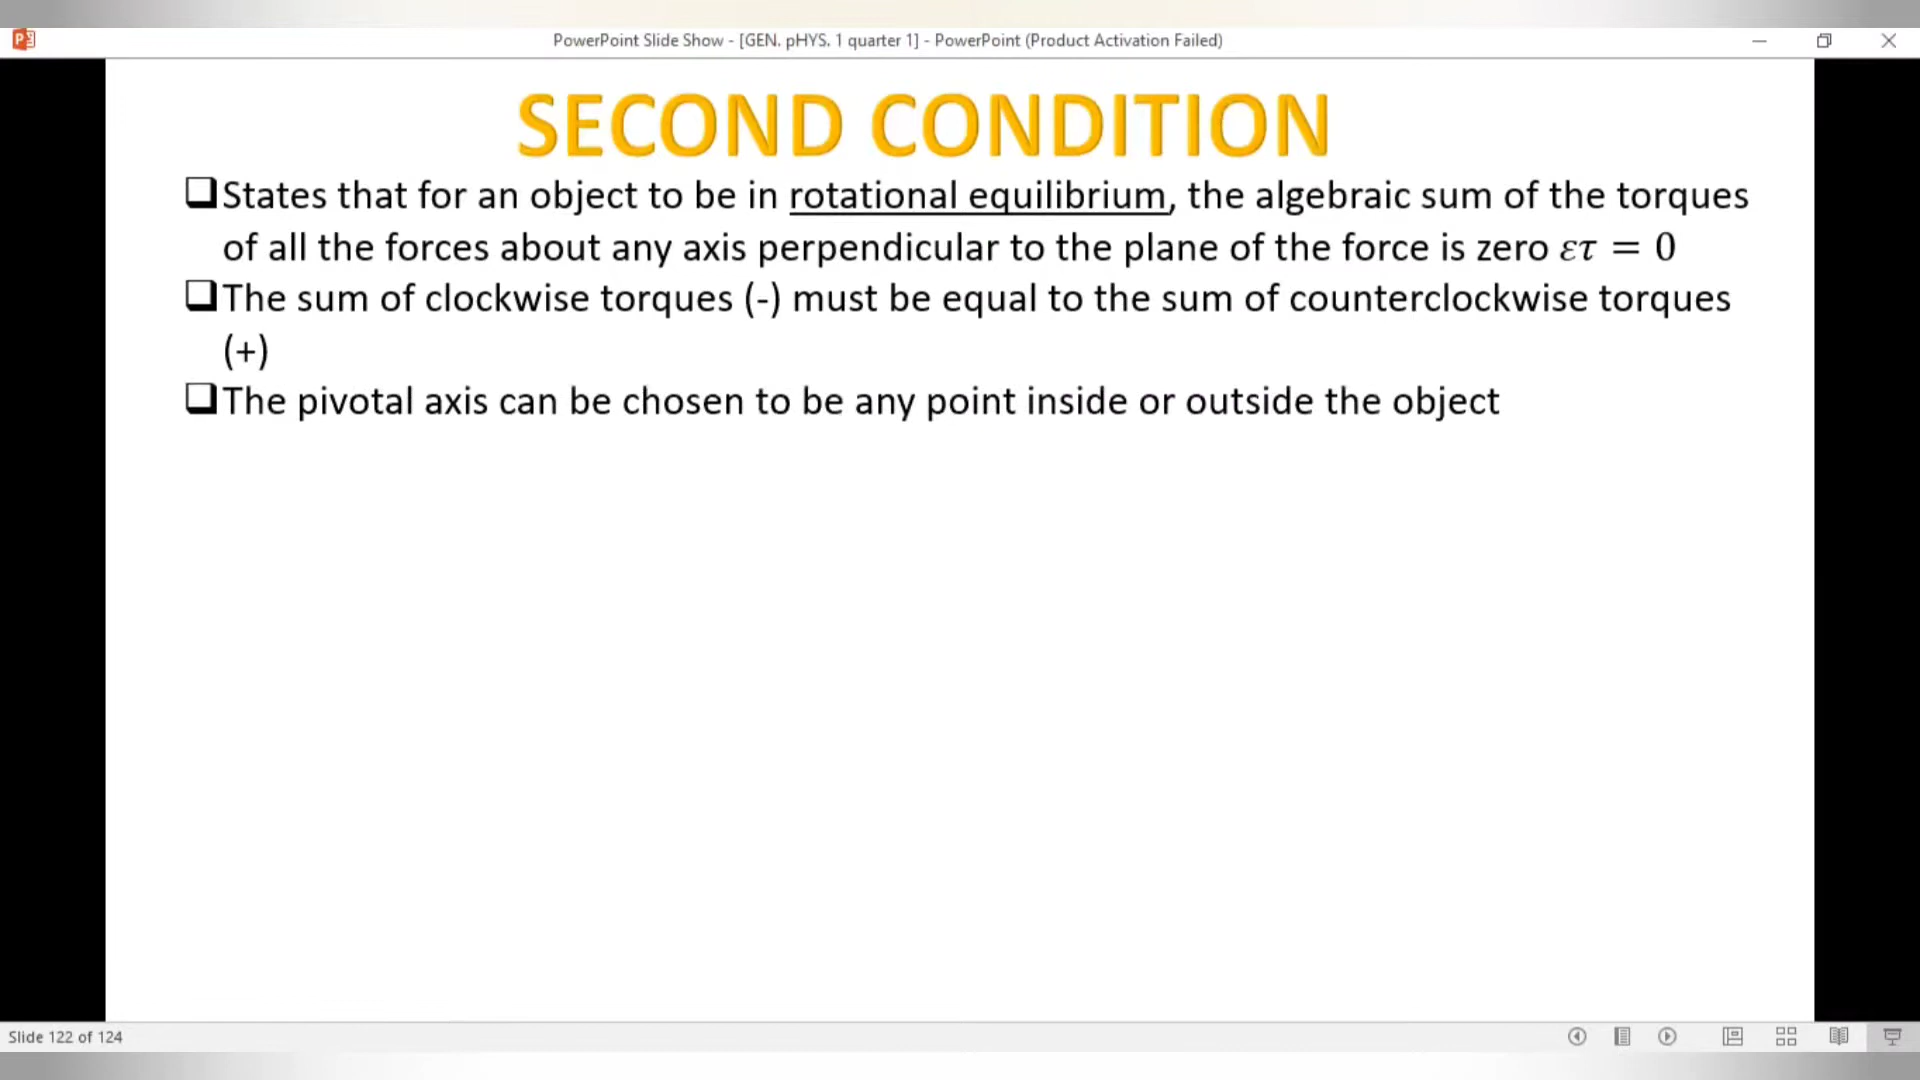 PowerPoint Slide Show - [GEN. pHYS. 1 quarter 1] - PowerPoint (Product Activation Failed)
SECOND CONDITION
❑States that for an object to be in rotational equilibrium, the algebraic sum of the torques
of all the forces about any axis perpendicular to the plane of the force is zero ετ = 0
❑The sum of clockwise torques (-) must be equal to the sum of counterclockwise torques
(+)
❑The pivotal axis can be chosen to be any point inside or outside the object
Slide 122 of 124